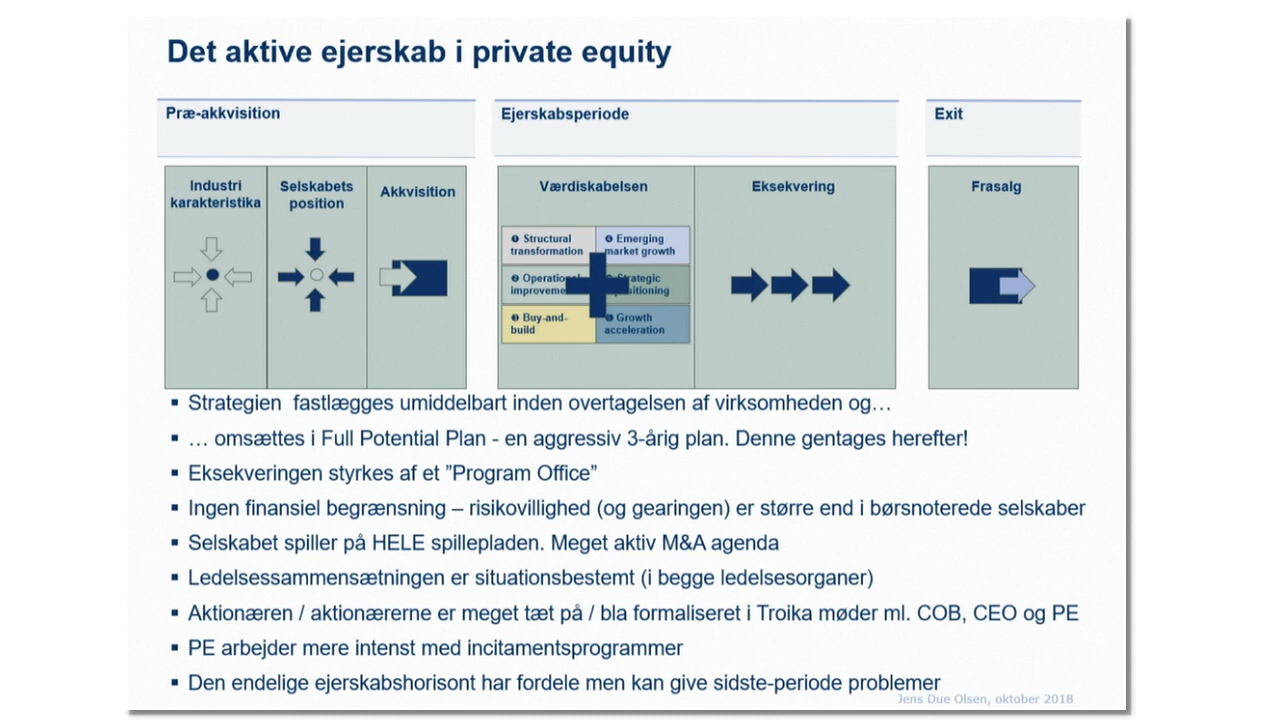 Det aktive ejerskab i private equity
Præ-akkvisition
Ejerskabsperiode
Exit
Industri
karakteristika
Selskabets
position
Akkvisition
Værdiskabelsen
Eksekvering
Frasalg
❶ Structural
transformation
Emerging
market growth
❷
Buy-and-
build
Growth
acceleration
▪ Strategien  fastlægges umiddelbart inden overtagelsen af virksomheden og…
▪ … omsættes i Full Potential Plan - en aggressiv 3-årig plan. Denne gentages herefter!
▪ Eksekveringen styrkes af et ”Program Office”
▪ Ingen finansiel begrænsning – risikovillighed (og gearingen) er større end i børsnoterede selskaber
▪ Selskabet spiller på HELE spillepladen. Meget aktiv M&A agenda
▪ Ledelsessammensætningen er situationsbestemt (i begge ledelsesorganer)
▪ Aktionæren / aktionærerne er meget tæt på / bla formaliseret i Troika møder ml. COB, CEO og PE
▪ PE arbejder mere intenst med incitamentsprogrammer
▪ Den endelige ejerskabshorisont har fordele men kan give sidste-periode problemer
Jens Due Olsen, oktober 2018